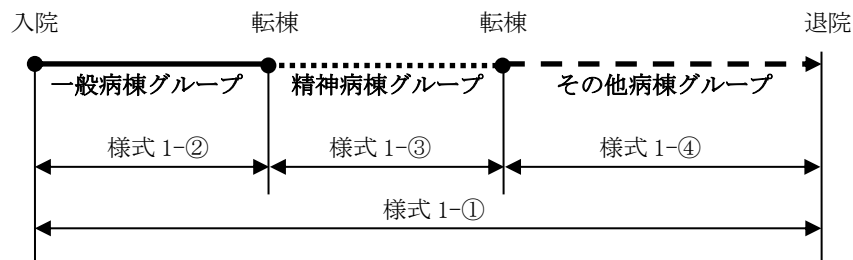 入院 転棟 転棟 退院
一般病棟グループ 精神病棟グループ その他病棟グループ
様式 1-② 様式 1-③ 様式 1-④
様式 1-①